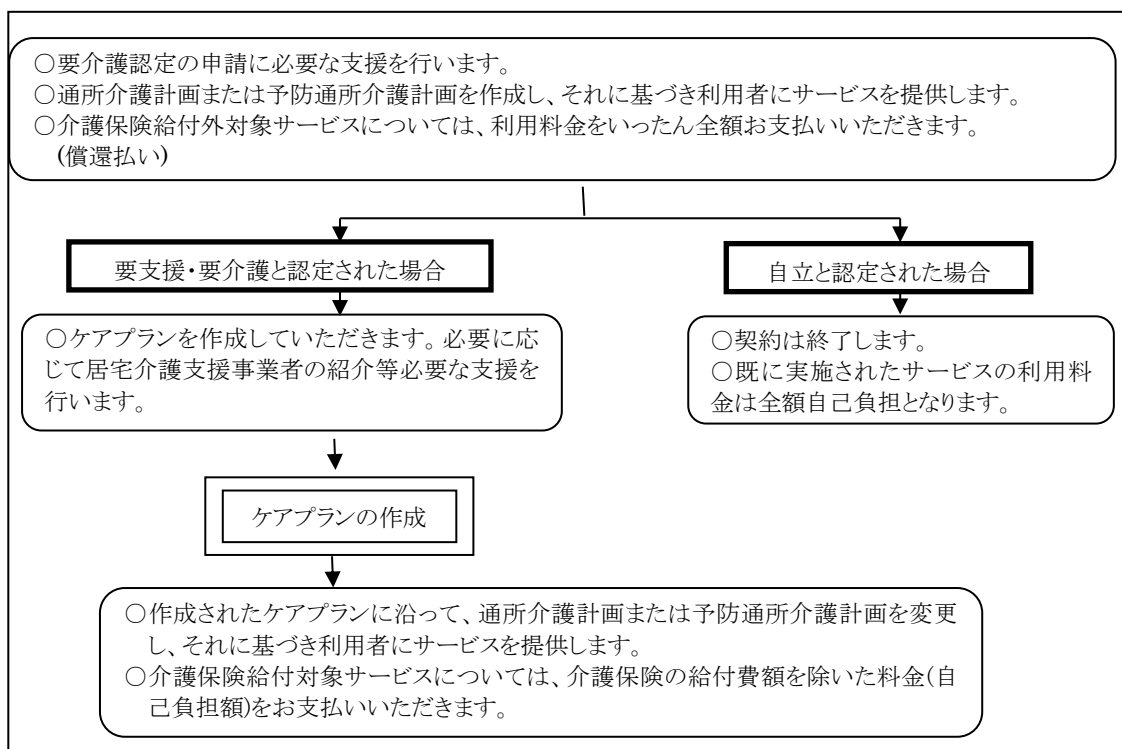 ○要介護認定の申請に必要な支援を行います。
○通所介護計画または予防通所介護計画を作成し、それに基づき利用者にサービスを提供します。
○介護保険給付外対象サービスについては、利用料金をいったん全額お支払いいただきます。
(償還払い)
要支援・要介護と認定された場合
自立と認定された場合
○ケアプランを作成していただきます。必要に応
じて居宅介護支援事業者の紹介等必要な支援を
行います。
○契約は終了します。
○既に実施されたサービスの利用料
金は全額自己負担となります。
ケアプランの作成
○作成されたケアプランに沿って、通所介護計画または予防通所介護計画を変更
し、それに基づき利用者にサービスを提供します。
○介護保険給付対象サービスについては、介護保険の給付費額を除いた料金(自
己負担額)をお支払いいただきます。